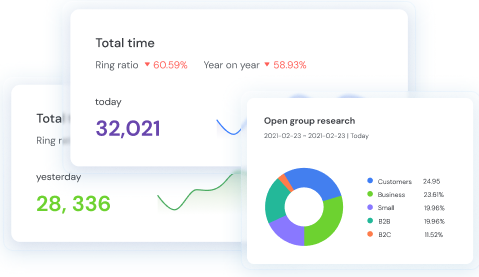 Total time
Ring ratio 60.59% Year on year 58.93%
today
32,021
Total
Ring
yesterday
28, 336
Open group research
2021-02-23 - 2021-02-23 | Today
Customers 24.95
Business 23.61%
Small 19.96%
B2B 19.96%
B2C 11.52%